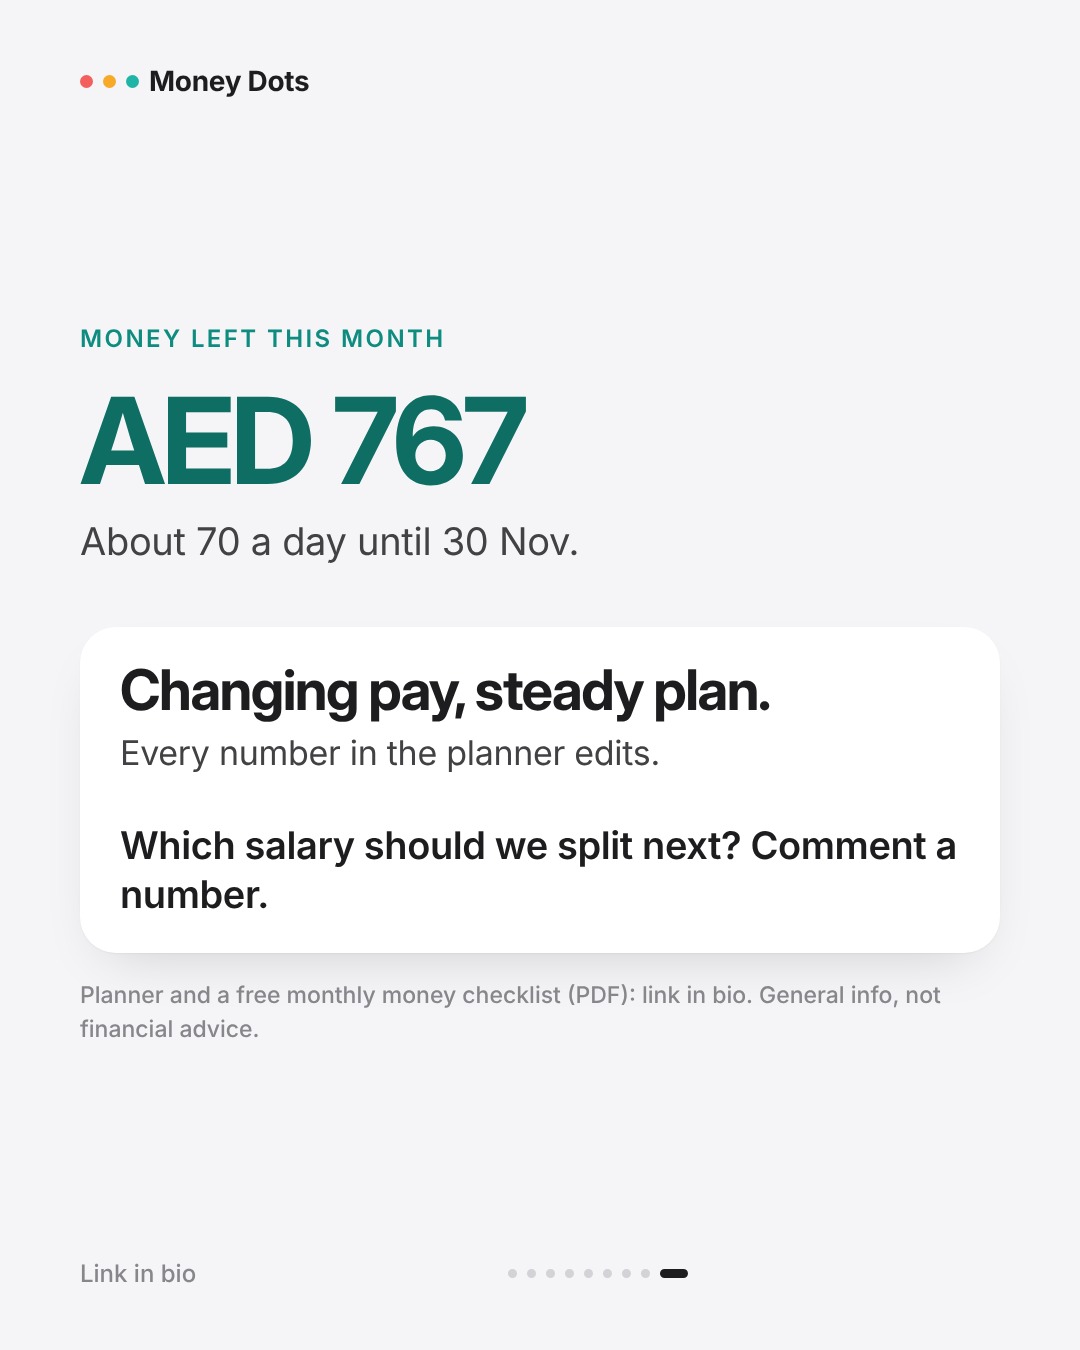 Money Dots
MONEY LEFT THIS MONTH
AED 767
About 70 a day until 30 Nov.
Changing pay, steady plan.
Every number in the planner edits.
Which salary should we split next? Comment a
number.
Planner and a free monthly money checklist (PDF): link in bio. General info, not
financial advice.
Link in bio